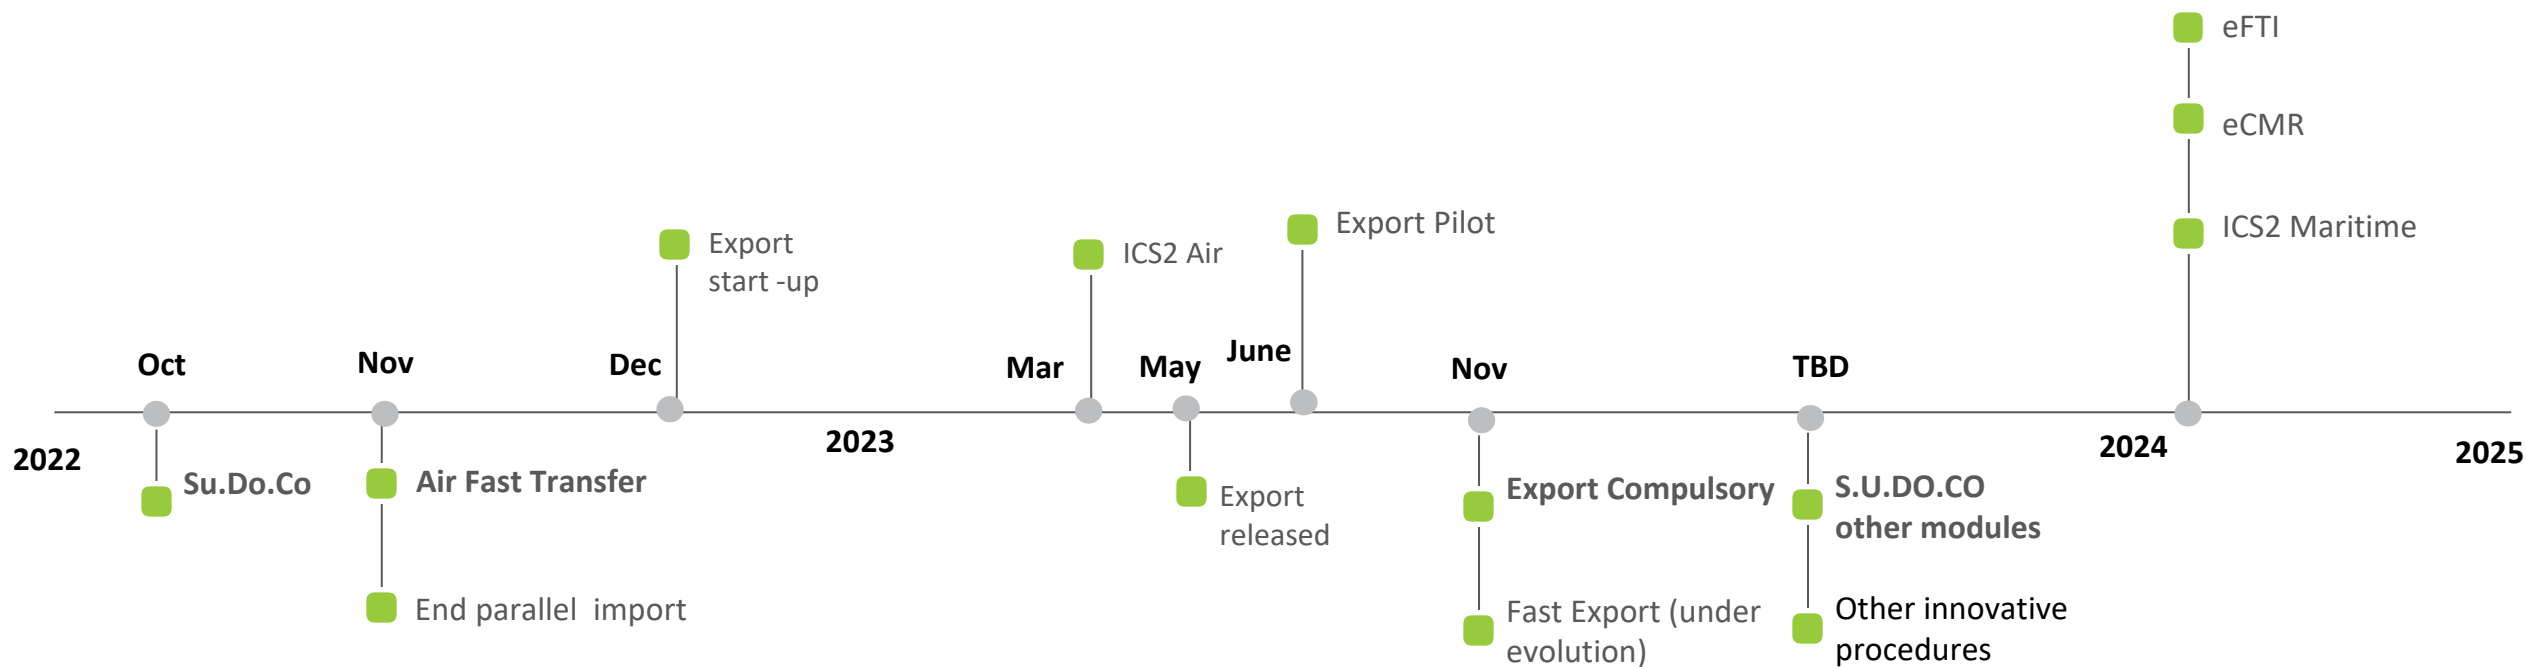 eFTI
eCMR
ICS2 Maritime
Export Pilot
Export
start -up
ICS2 Air
Oct
Nov
Dec
Mar
May
June
Nov
TBD
2022
2023
2024
2025
Su.Do.Co
Air Fast Transfer
End parallel  import
Export
released
Export Compulsory
Fast Export (under
evolution)
S.U.DO.CO
other modules
Other innovative
procedures